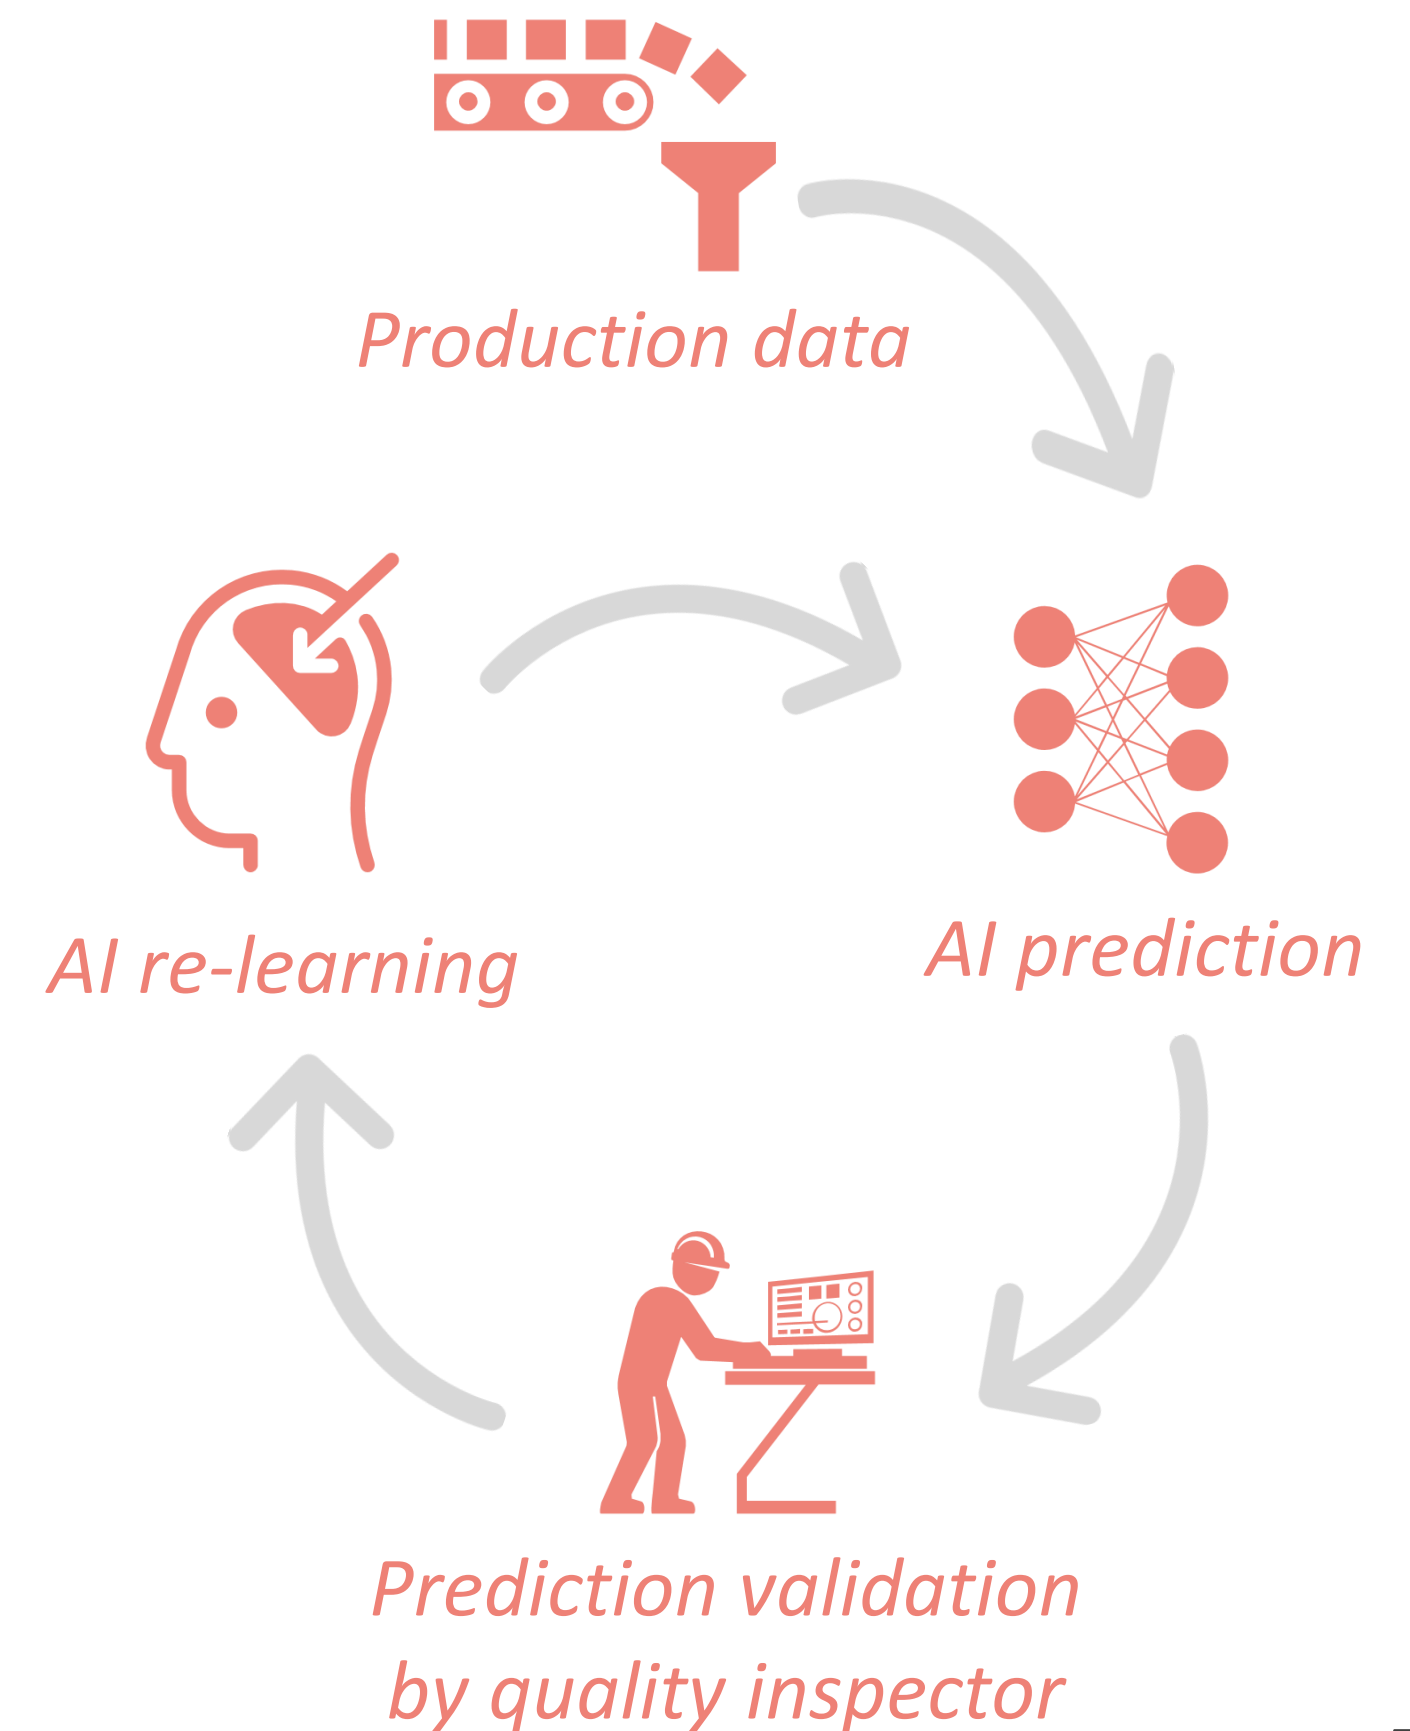 Production data
AI re-learning
AI prediction
Prediction validation
by quality inspector